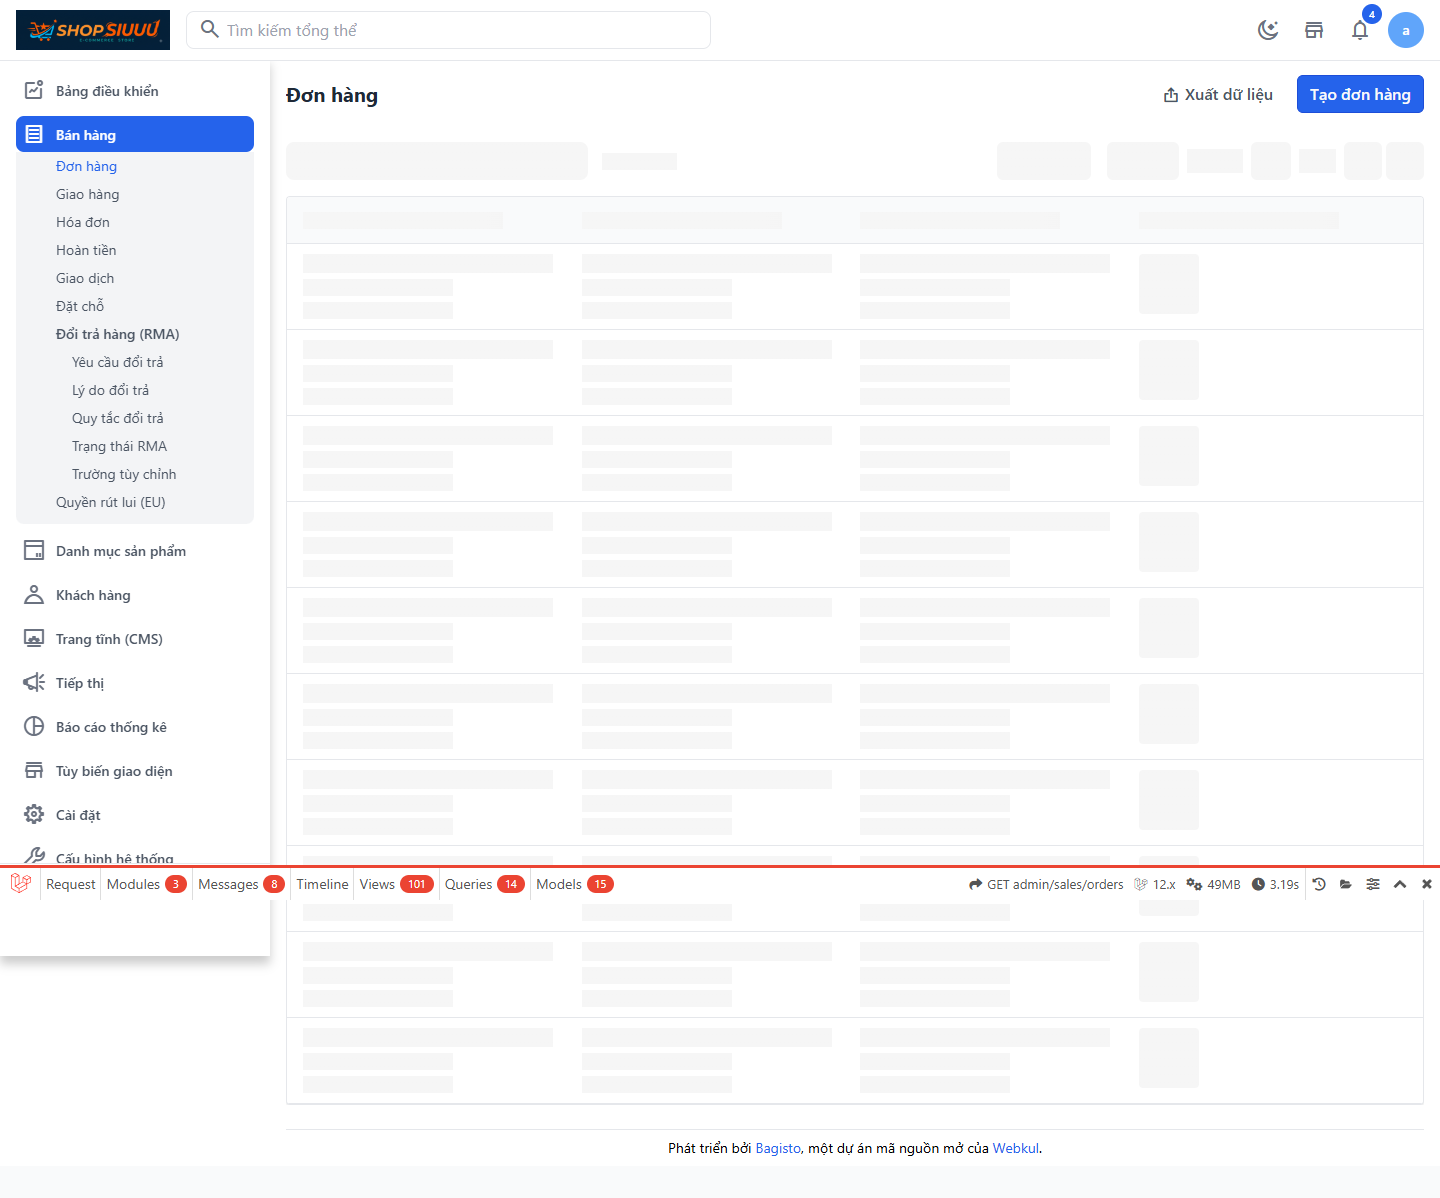 SHOP SIUUU
E-COMMERCE STORE
Tìm kiếm tổng thể
4
a
Bảng điều khiển
Bán hàng
Đơn hàng
Giao hàng
Hóa đơn
Hoàn tiền
Giao dịch
Đặt chỗ
Đổi trả hàng (RMA)
Yêu cầu đổi trả
Lý do đổi trả
Quy tắc đổi trả
Trạng thái RMA
Trường tùy chỉnh
Quyền rút lui (EU)
Danh mục sản phẩm
Khách hàng
Trang tĩnh (CMS)
Tiếp thị
Báo cáo thống kê
Tùy biến giao diện
Cài đặt
Cấu hình hệ thống
Đơn hàng
Xuất dữ liệu
Tạo đơn hàng
Request Modules 3 Messages 8 Timeline Views 101 Queries 14 Models 15 GET admin/sales/orders 12.x 49MB 3.19s
Phát triển bởi Bagisto, một dự án mã nguồn mở của Webkul.